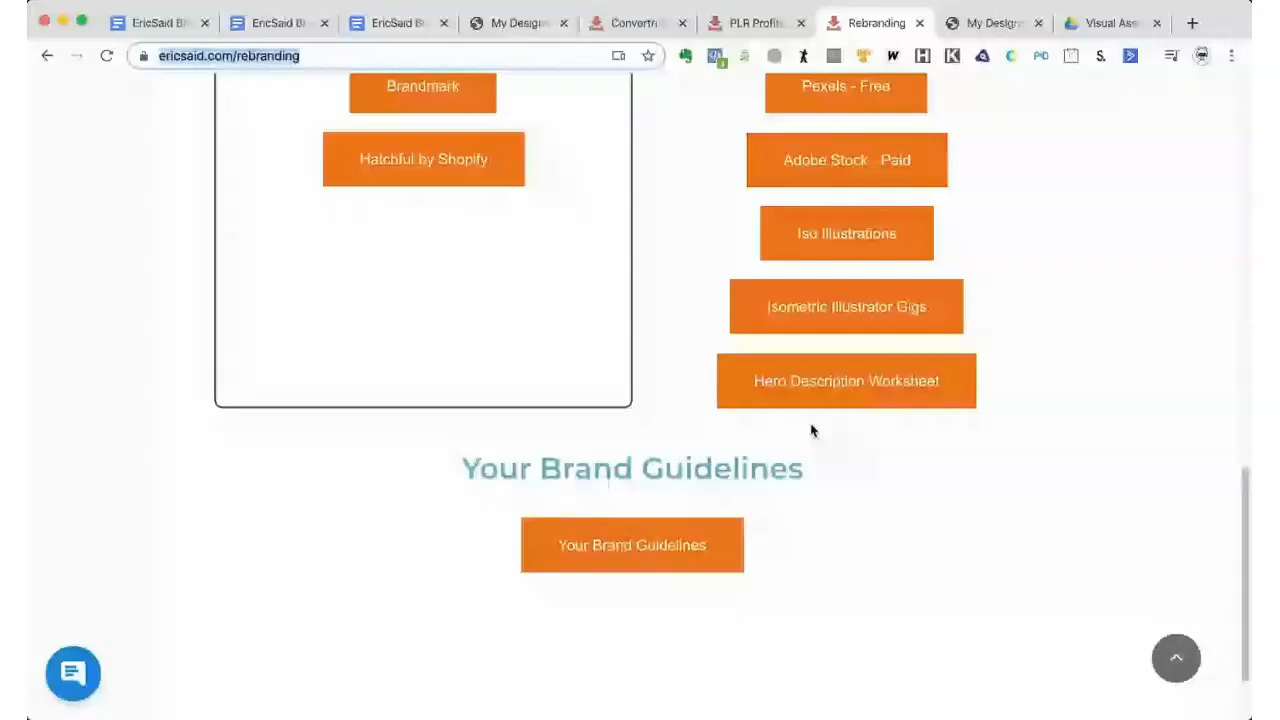 EricSaid Br
EricSaid Br
EricSaid Br
My Design
Convertri
PLR Profit
Rebranding
My Design
Visual Ass
ericsaid.com/rebranding
Brandmark
Hatchful by Shopify
Pexels - Free
Adobe Stock - Paid
Iso Illustrations
Isometric Illustrator Gigs
Hero Description Worksheet
Your Brand Guidelines
Your Brand Guidelines